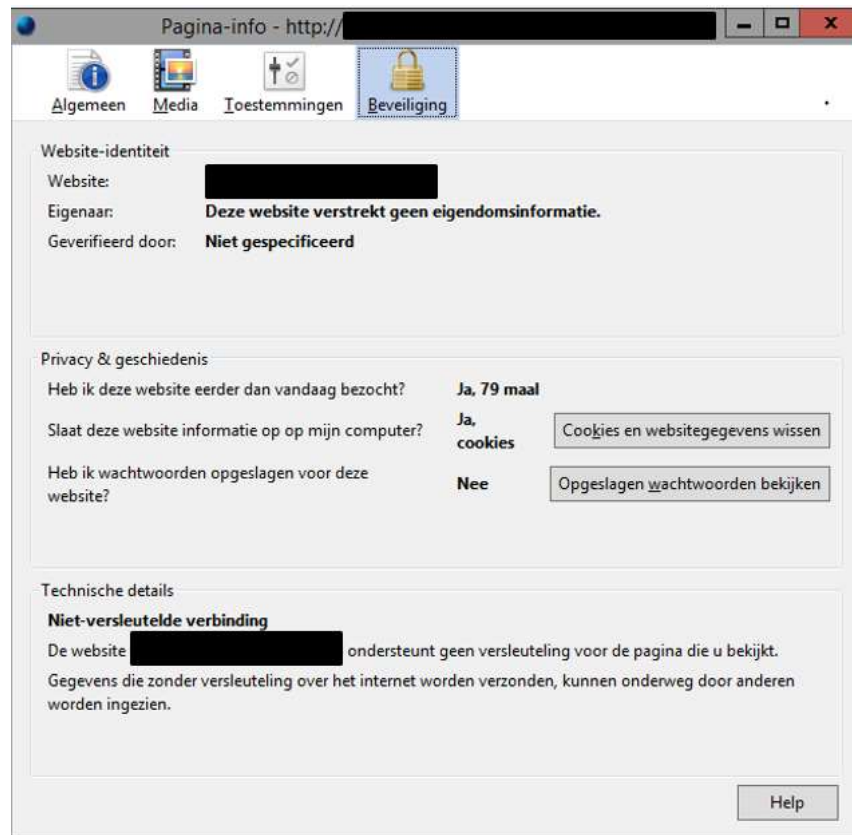 Pagina-info - http://
Algemeen Media Toestemmingen Beveiliging
Website-identiteit
Website:
Eigenaar: Deze website verstrekt geen eigendomsinformatie.
Geverifieerd door: Niet gespecificeerd
Privacy & geschiedenis
Heb ik deze website eerder dan vandaag bezocht? Ja, 79 maal
Slaat deze website informatie op op mijn computer? Ja, cookies Cookies en websitegegevens wissen
Heb ik wachtwoorden opgeslagen voor deze
website? Nee Opgeslagen wachtwoorden bekijken
Technische details
Niet-versleutelde verbinding
De website ondersteunt geen versleuteling voor de pagina die u bekijkt.
Gegevens die zonder versleuteling over het internet worden verzonden, kunnen onderweg door anderen
worden ingezien.
Help